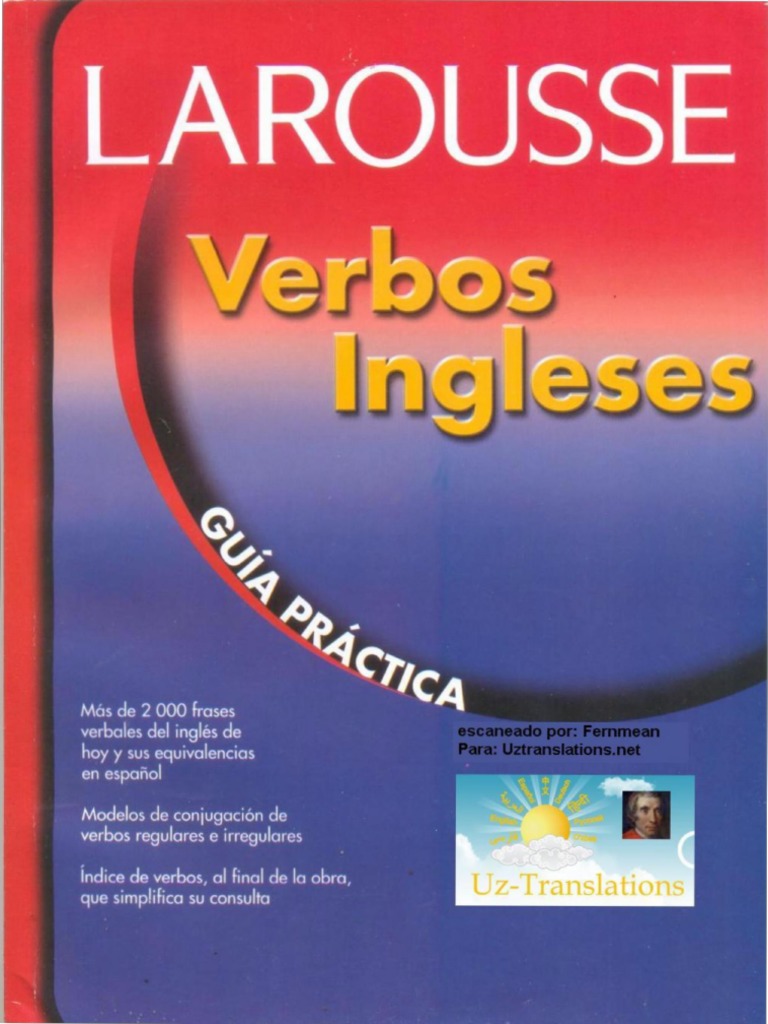 LAROUSSE
Verbos
Ingleses
GUÍA PRÁCTICA
Más de 2 000 frases
verbales del inglés de
hoy y sus equivalencias
en español
Modelos de conjugación de
verbos regulares e irregulares
Índice de verbos, al final de la obra,
que simplifica su consulta
escaneado por: Fernmean
Para: Uztranslations.net
Uz-Translations